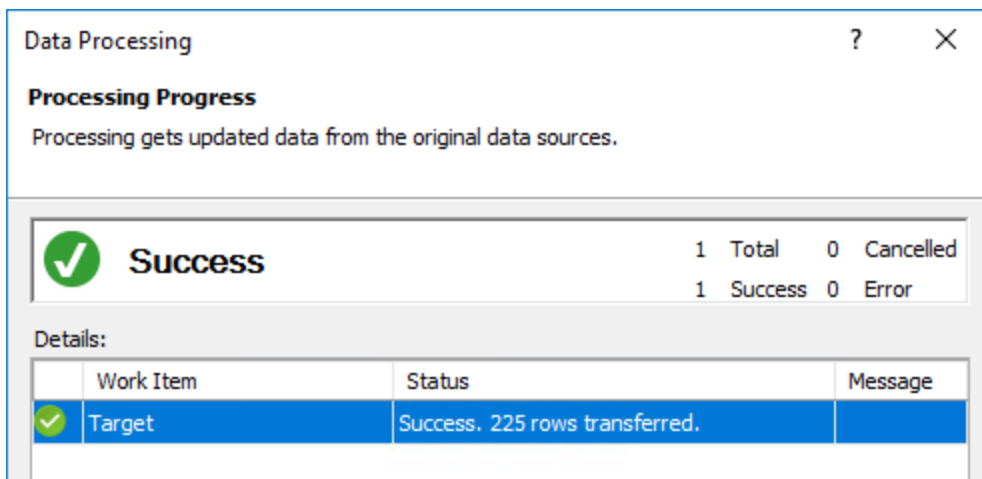 Data Processing ?
Processing Progress
Processing gets updated data from the original data sources.
Success 1 Total 0 Cancelled
1 Success 0 Error
Details:
Work Item Status Message
Target Success. 225 rows transferred.